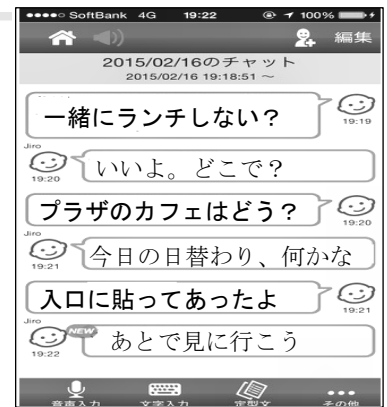 SoftBank 4G 19:22 100%
編集
2015/02/16のチャット
2015/02/16 19:18:51 ～
一緒にランチしない？
19:19
Jiro
いいよ。どこで？
19:20
プラザのカフェはどう？
19:20
Jiro
今日の日替わり、何かな
19:21
入口に貼ってあったよ
19:21
Jiro
NEW
あとで見に行こう
19:22
音声入力 文字入力 定型文 その他